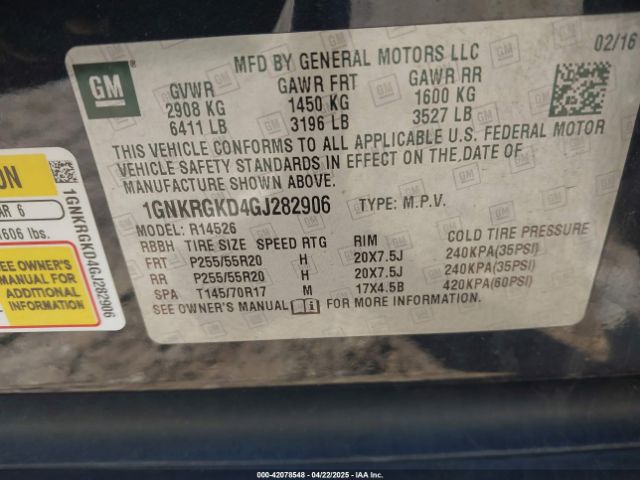 MFD BY GENERAL MOTORS LLC 02/16
GM
GVWR GAWR FRT GAWR RR
2908 KG 1450 KG 1600 KG
6411 LB 3196 LB 3527 LB
THIS VEHICLE CONFORMS TO ALL APPLICABLE U.S. FEDERAL MOTOR
VEHICLE SAFETY STANDARDS IN EFFECT ON THE DATE OF
MANUFACTURE SHOWN ABOVE.
1GNKRGKD4GJ282906 TYPE: M.P.V.
MODEL: R14526
RBBH TIRE SIZE SPEED RTG RIM COLD TIRE PRESSURE
FRT P255/55R20 H 20X7.5J 240KPA(35PSI)
RR P255/55R20 H 20X7.5J 240KPA(35PSI)
SPA T145/70R17 M 17X4.5B 420KPA(60PSI)
SEE OWNER'S MANUAL FOR MORE INFORMATION.
ON
AR 6
606 lbs.
SEE OWNER'S
MANUAL FOR
ADDITIONAL
INFORMATION
1GNKRGKD4GJ282906
000-42078548 - 04/22/2025 - IAA Inc.